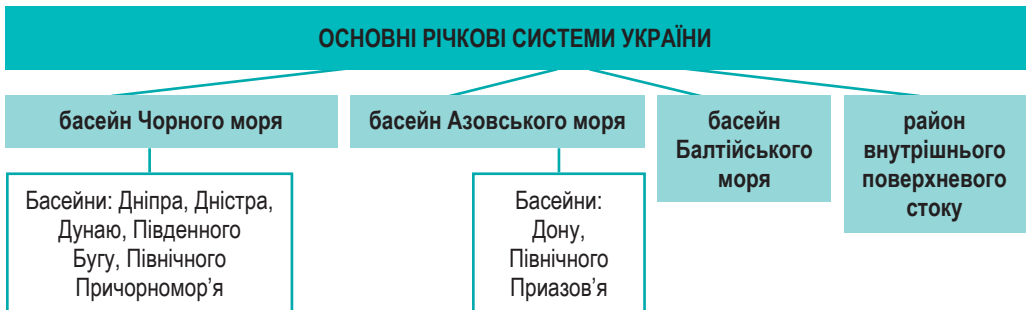 ОСНОВНІ РІЧКОВІ СИСТЕМИ УКРАЇНИ
басейн Чорного моря
Басейни: Дніпра, Дністра,
Дунаю, Південного
Бугу, Північного
Причорномор’я
басейн Азовського моря
Басейни:
Дону,
Північного
Приазов’я
басейн
Балтійського
моря
район
внутрішнього
поверхневого
стоку